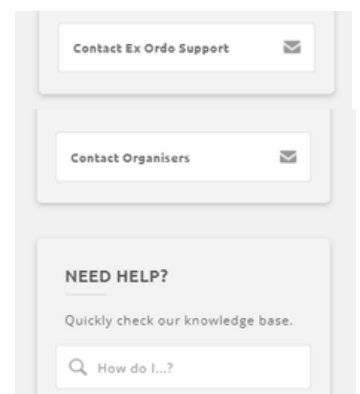 Contact Ex Ordo Support
Contact Organisers
NEED HELP?
Quickly check our knowledge base.
How do I...?